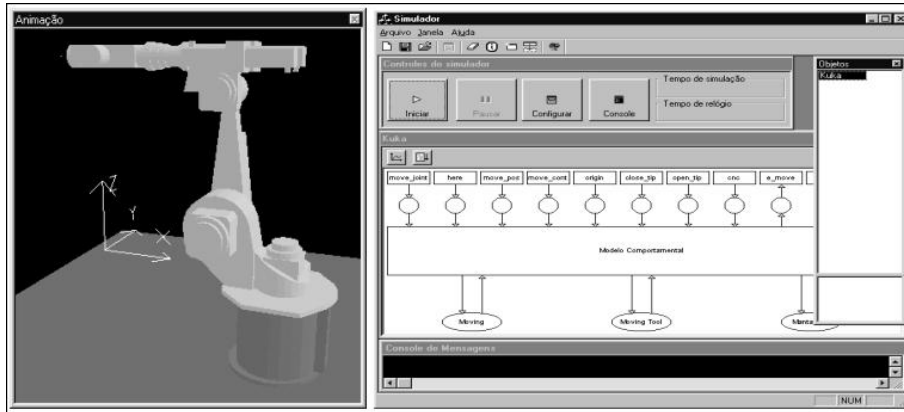 Animação
Z
Y
X
Simulador
Arquivo Janela Ajuda
Controles do simulador
Iniciar
Pausar
Configurar
Console
Tempo de simulação
Tempo de relógio
Objetos
Kuka
Kuka
move_joint here move_pos move_cont origin close_tip open_tip cnc e_move
Modelo Comportamental
Moving
Moving Tool
Console de Mensagens
NUM